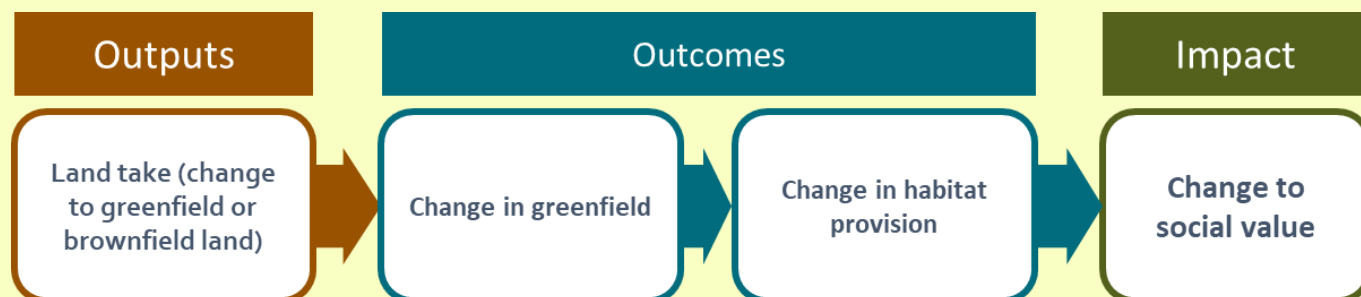 Outputs
Outcomes
Impact
Land take (change
to greenfield or
brownfield land)
Change in greenfield
Change in habitat
provision
Change to
social value